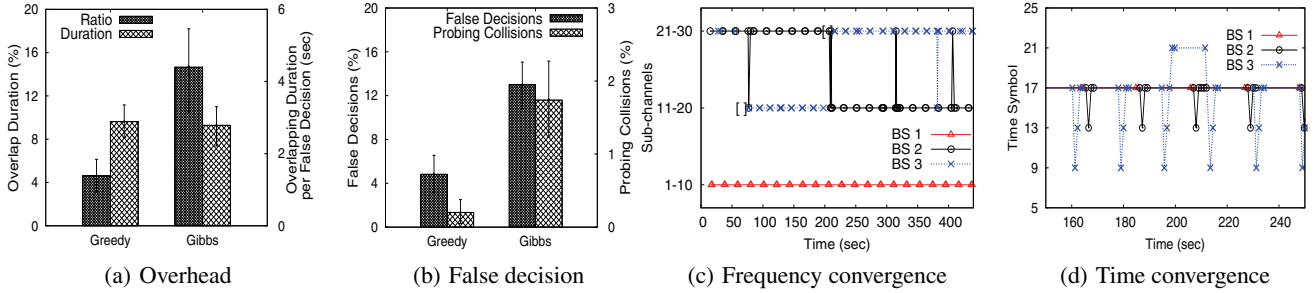 Overlap Duration (%)
20
16
12
8
4
0
Ratio
Duration
Greedy
Gibbs
6
4
2
0
Overlapping Duration
per False Decision (sec)
(a) Overhead
False Decisions (%)
20
16
12
8
4
0
False Decisions
Probing Collisions
Greedy
Gibbs
3
2
1
0
Probing Collisions (%)
(b) False decision
Sub-channels
21-30
11-20
1-10
[ ]
[ ]
BS 1
BS 2
BS 3
0 50 100 150 200 250 300 350 400
Time (sec)
(c) Frequency convergence
Time Symbol
25
21
17
13
9
5
BS 1
BS 2
BS 3
160 180 200 220 240
Time (sec)
(d) Time convergence